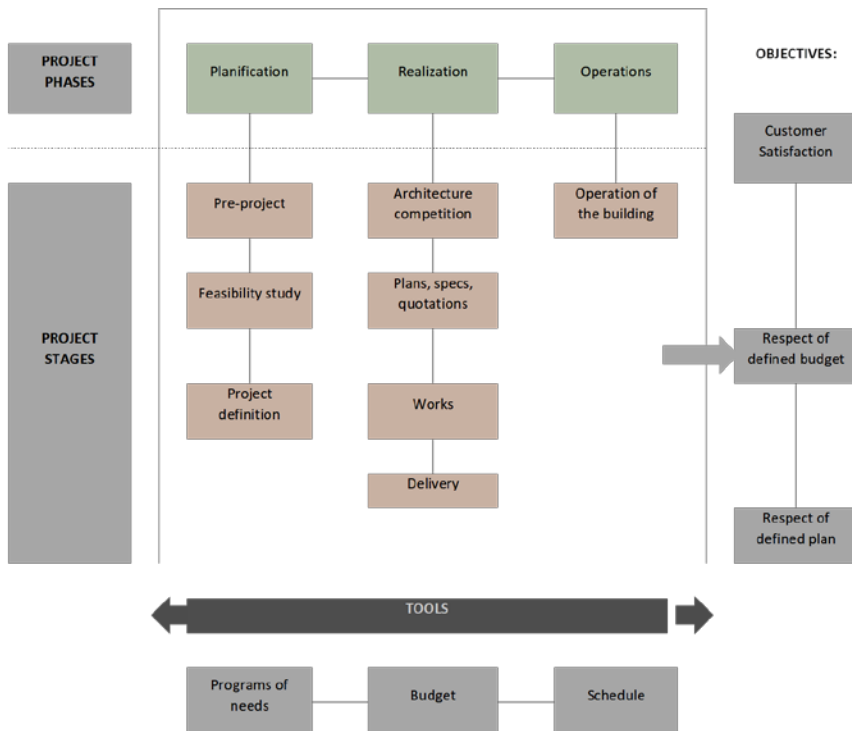 PROJECT
PHASES
Planification
Realization
Operations
OBJECTIVES:
Customer
Satisfaction
PROJECT
STAGES
Pre-project
Architecture
competition
Operation of
the building
Feasibility study
Plans, specs,
quotations
Respect of
defined budget
Project
definition
Works
Delivery
Respect of
defined plan
TOOLS
Programs of
needs
Budget
Schedule